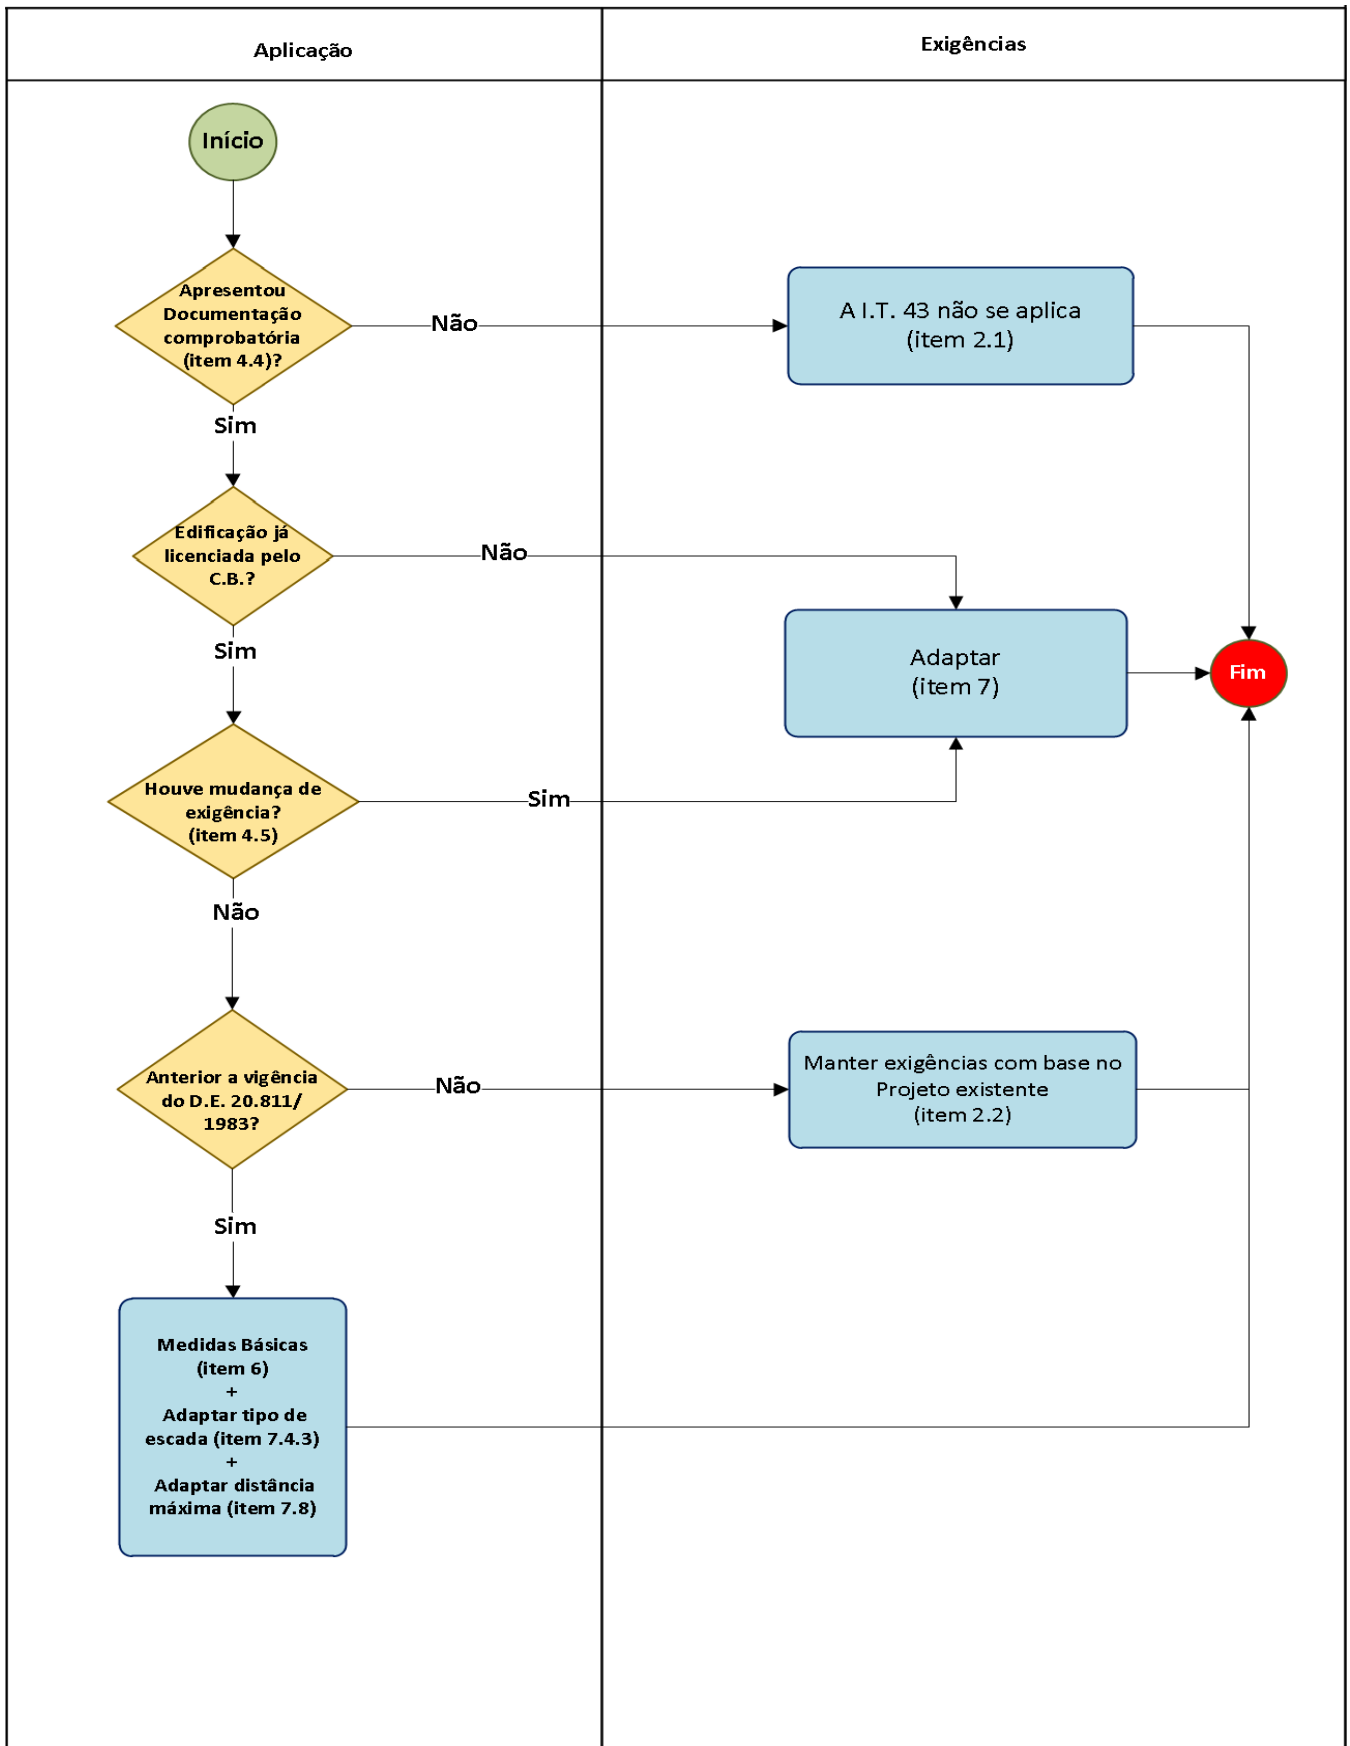 Aplicação
Exigências
Início
Apresentou
Documentação
comprobatória
(item 4.4)?
Não
A I.T. 43 não se aplica
(item 2.1)
Sim
Edificação já
licenciada pelo
C.B.?
Não
Adaptar
(item 7)
Fim
Sim
Houve mudança de
exigência?
(item 4.5)
Sim
Não
Anterior a vigência
do D.E. 20.811/
1983?
Não
Manter exigências com base no
Projeto existente
(item 2.2)
Sim
Medidas Básicas
(item 6)
+
Adaptar tipo de
escada (item 7.4.3)
+
Adaptar distância
máxima (item 7.8)